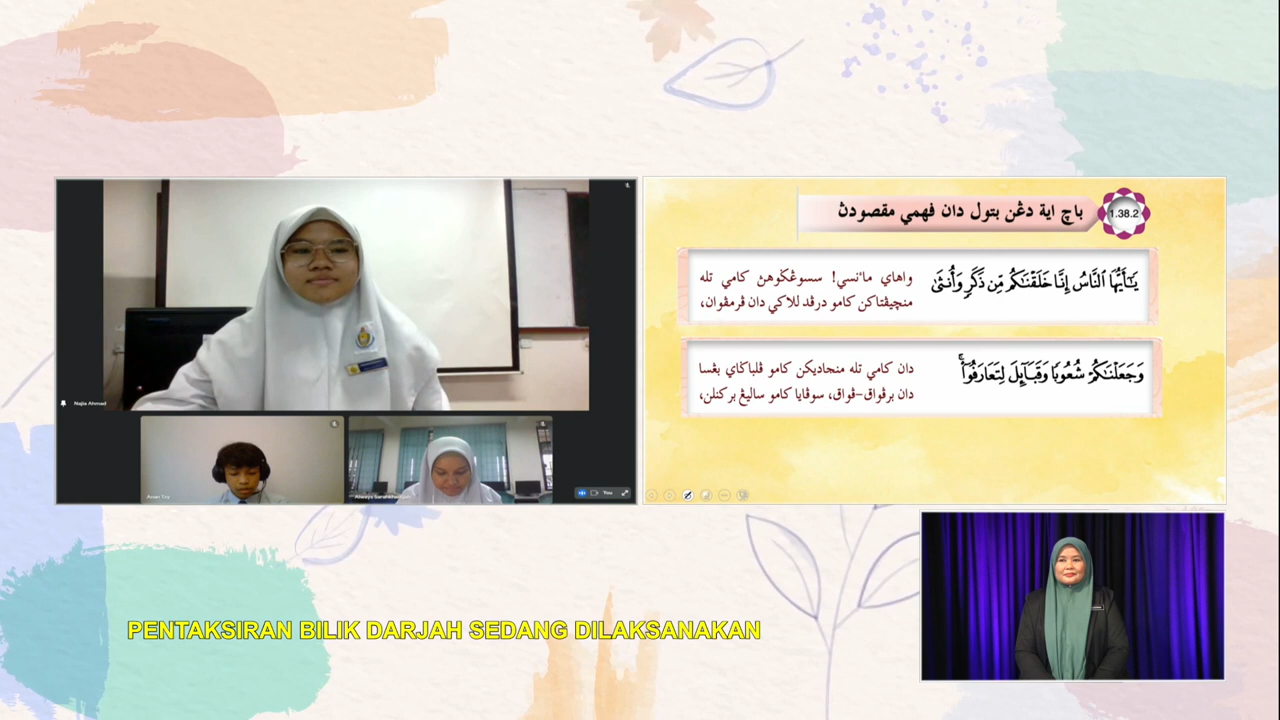 باچ اية دڠن بتول دان فهمي مقصودڽ
1.38.2
يَـٰٓأَيُّهَا ٱلنَّاسُ إِنَّا خَلَقْنَـٰكُم مِّن ذَكَرٍ وَأُنثَىٰ
واهاي ماءنسي! سسوڠݢوهڽ كامي تله
منچيڤتاكن كامو درڤد للاكي دان ڤرمڤوان،
وَجَعَلْنَـٰكُمْ شُعُوبًا وَقَبَآئِلَ لِتَعَارَفُوٓا۟ ۚ
دان كامي تله منجاديكن كامو ڤلباݢاي بڠسا
دان برڤواق-ڤواق، سوڤايا كامو ساليڠ بركنلن،
Najla Ahmad
You
PENTAKSIRAN BILIK DARJAH SEDANG DILAKSANAKAN